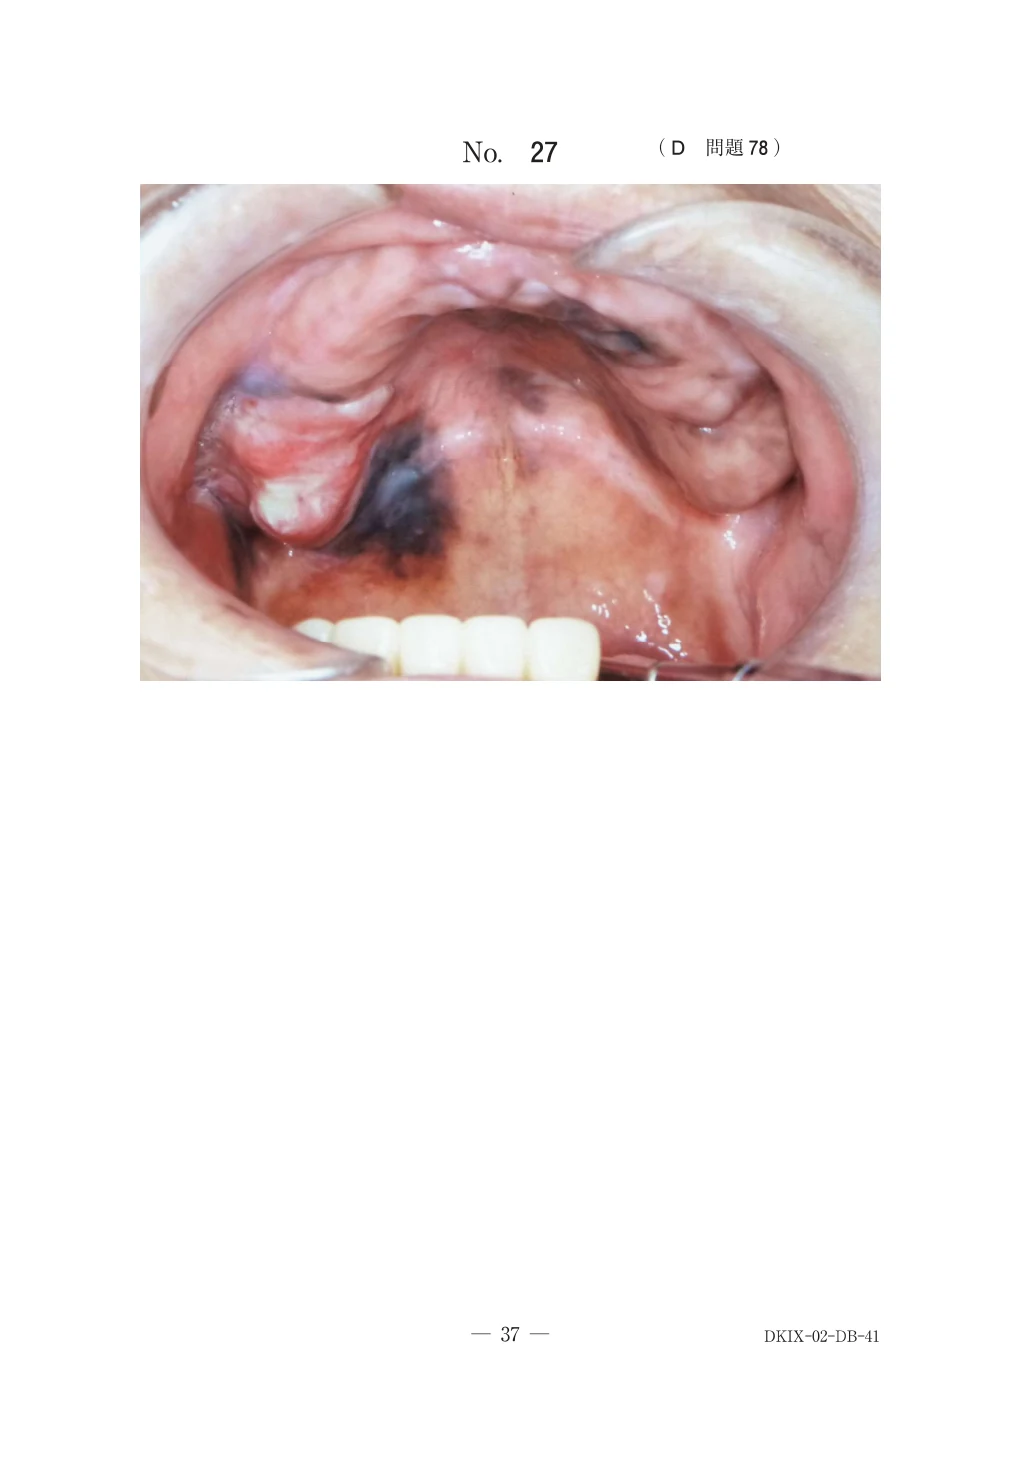 No. 27 （D 問題 78）
— 37 —
DKIX-02-DB-41